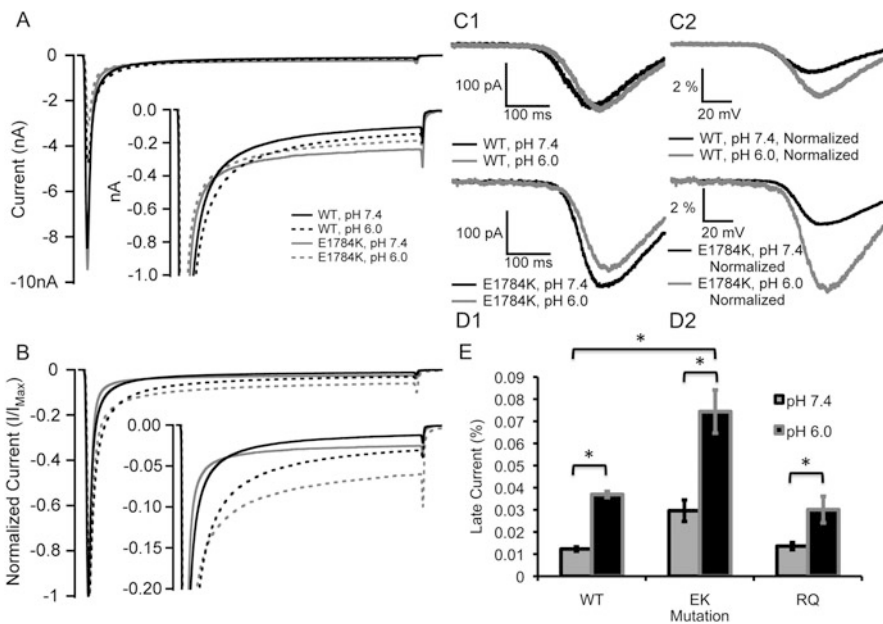 A
0
-2
-4
-6
-8
-10nA
Current (nA)
0.0
-0.2
-0.4
-0.6
-0.8
-1.0
nA
WT, pH 7.4
WT, pH 6.0
E1784K, pH 7.4
E1784K, pH 6.0
B
0
-0.2
-0.4
-0.6
-0.8
-1
Normalized Current (I/IMax)
0.00
-0.05
-0.10
-0.15
-0.20
C1
100 pA
100 ms
WT, pH 7.4
WT, pH 6.0
C2
2 %
20 mV
WT, pH 7.4, Normalized
WT, pH 6.0, Normalized
100 pA
100 ms
E1784K, pH 7.4
E1784K, pH 6.0
D1
2 %
20 mV
E1784K, pH 7.4
Normalized
E1784K, pH 6.0
Normalized
D2
E
0.09
0.08
0.07
0.06
0.05
0.04
0.03
0.02
0.01
0
Late Current (%)
*
*
*
*
pH 7.4
pH 6.0
WT
EK
RQ
Mutation